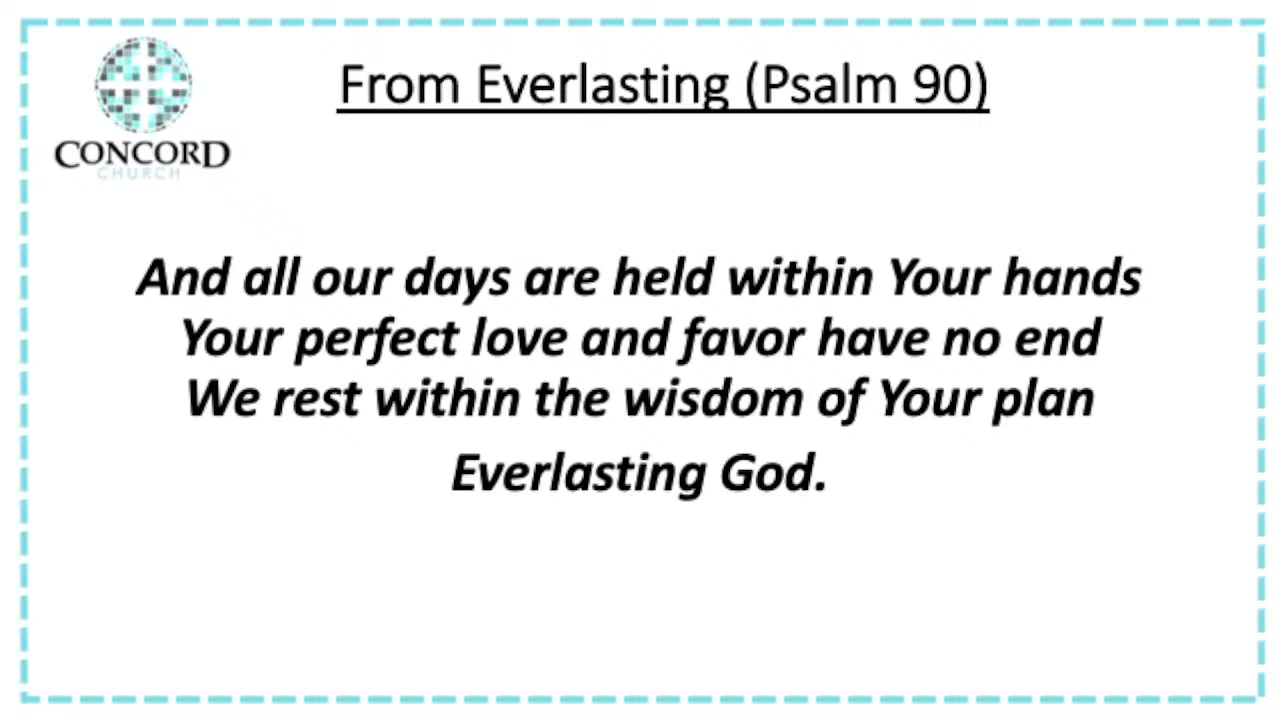 From Everlasting (Psalm 90)
CONCORD
CHURCH
And all our days are held within Your hands
Your perfect love and favor have no end
We rest within the wisdom of Your plan
Everlasting God.